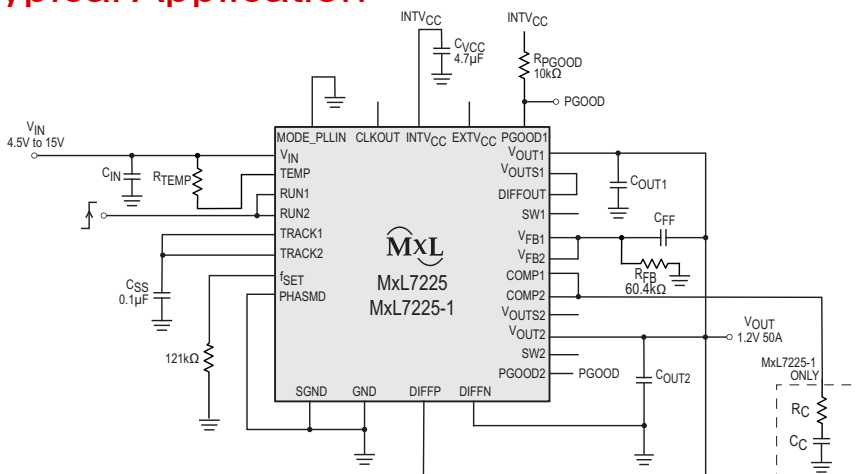 Typical Application
INTVCC
INTVCC
CVCC
4.7µF
RPGOOD
10kΩ
PGOOD
VIN
4.5V to 15V
MODE_PLLIN CLKOUT INTVCC EXTVCC PGOOD1
CIN
RTEMP
VIN
TEMP
RUN1
RUN2
TRACK1
TRACK2
fSET
PHASMD
CSS
0.1µF
121kΩ
MxL
MxL7225
MxL7225-1
VOUT1
VOUTS1
DIFFOUT
SW1
VFB1
VFB2
COMP1
COMP2
VOUTS2
VOUT2
SW2
PGOOD2
PGOOD
SGND GND DIFFP DIFFN
COUT1
CFF
RFB
60.4kΩ
VOUT
1.2V 50A
COUT2
MxL7225-1
ONLY
RC
CC